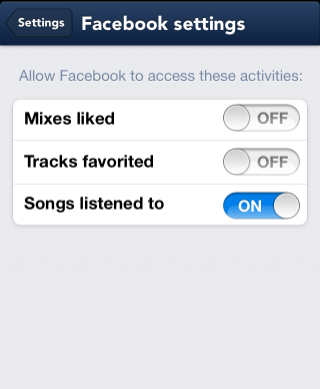 Settings Facebook settings
Allow Facebook to access these activities:
Mixes liked OFF
Tracks favorited OFF
Songs listened to ON